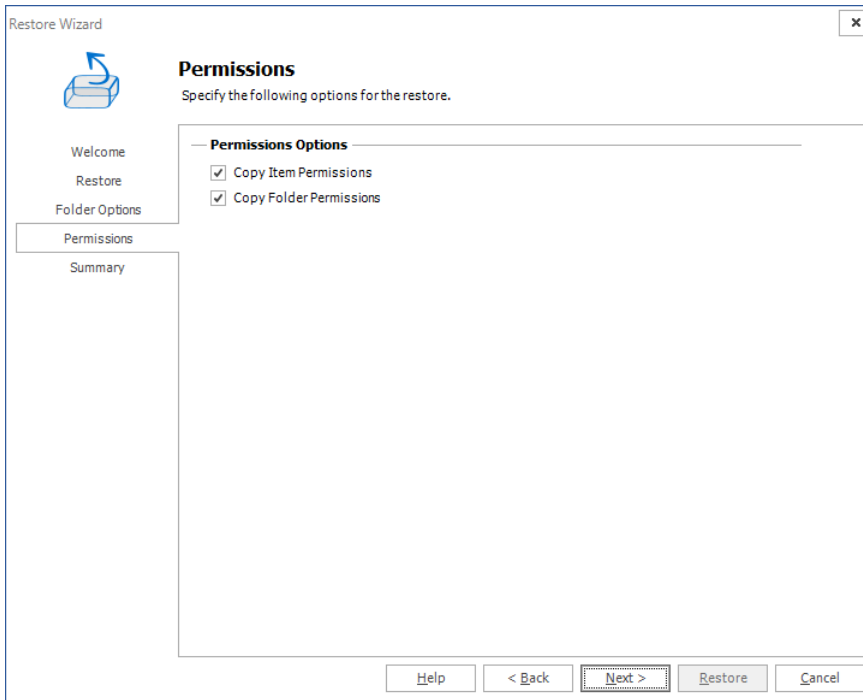 Restore Wizard
Permissions
Specify the following options for the restore.
Welcome
Restore
Folder Options
Permissions
Summary
Permissions Options
Copy Item Permissions
Copy Folder Permissions
Help
< Back
Next >
Restore
Cancel